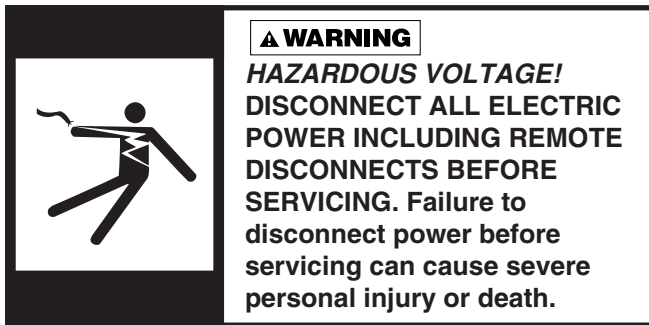 ⚠ WARNING
HAZARDOUS VOLTAGE!
DISCONNECT ALL ELECTRIC
POWER INCLUDING REMOTE
DISCONNECTS BEFORE
SERVICING. Failure to
disconnect power before
servicing can cause severe
personal injury or death.